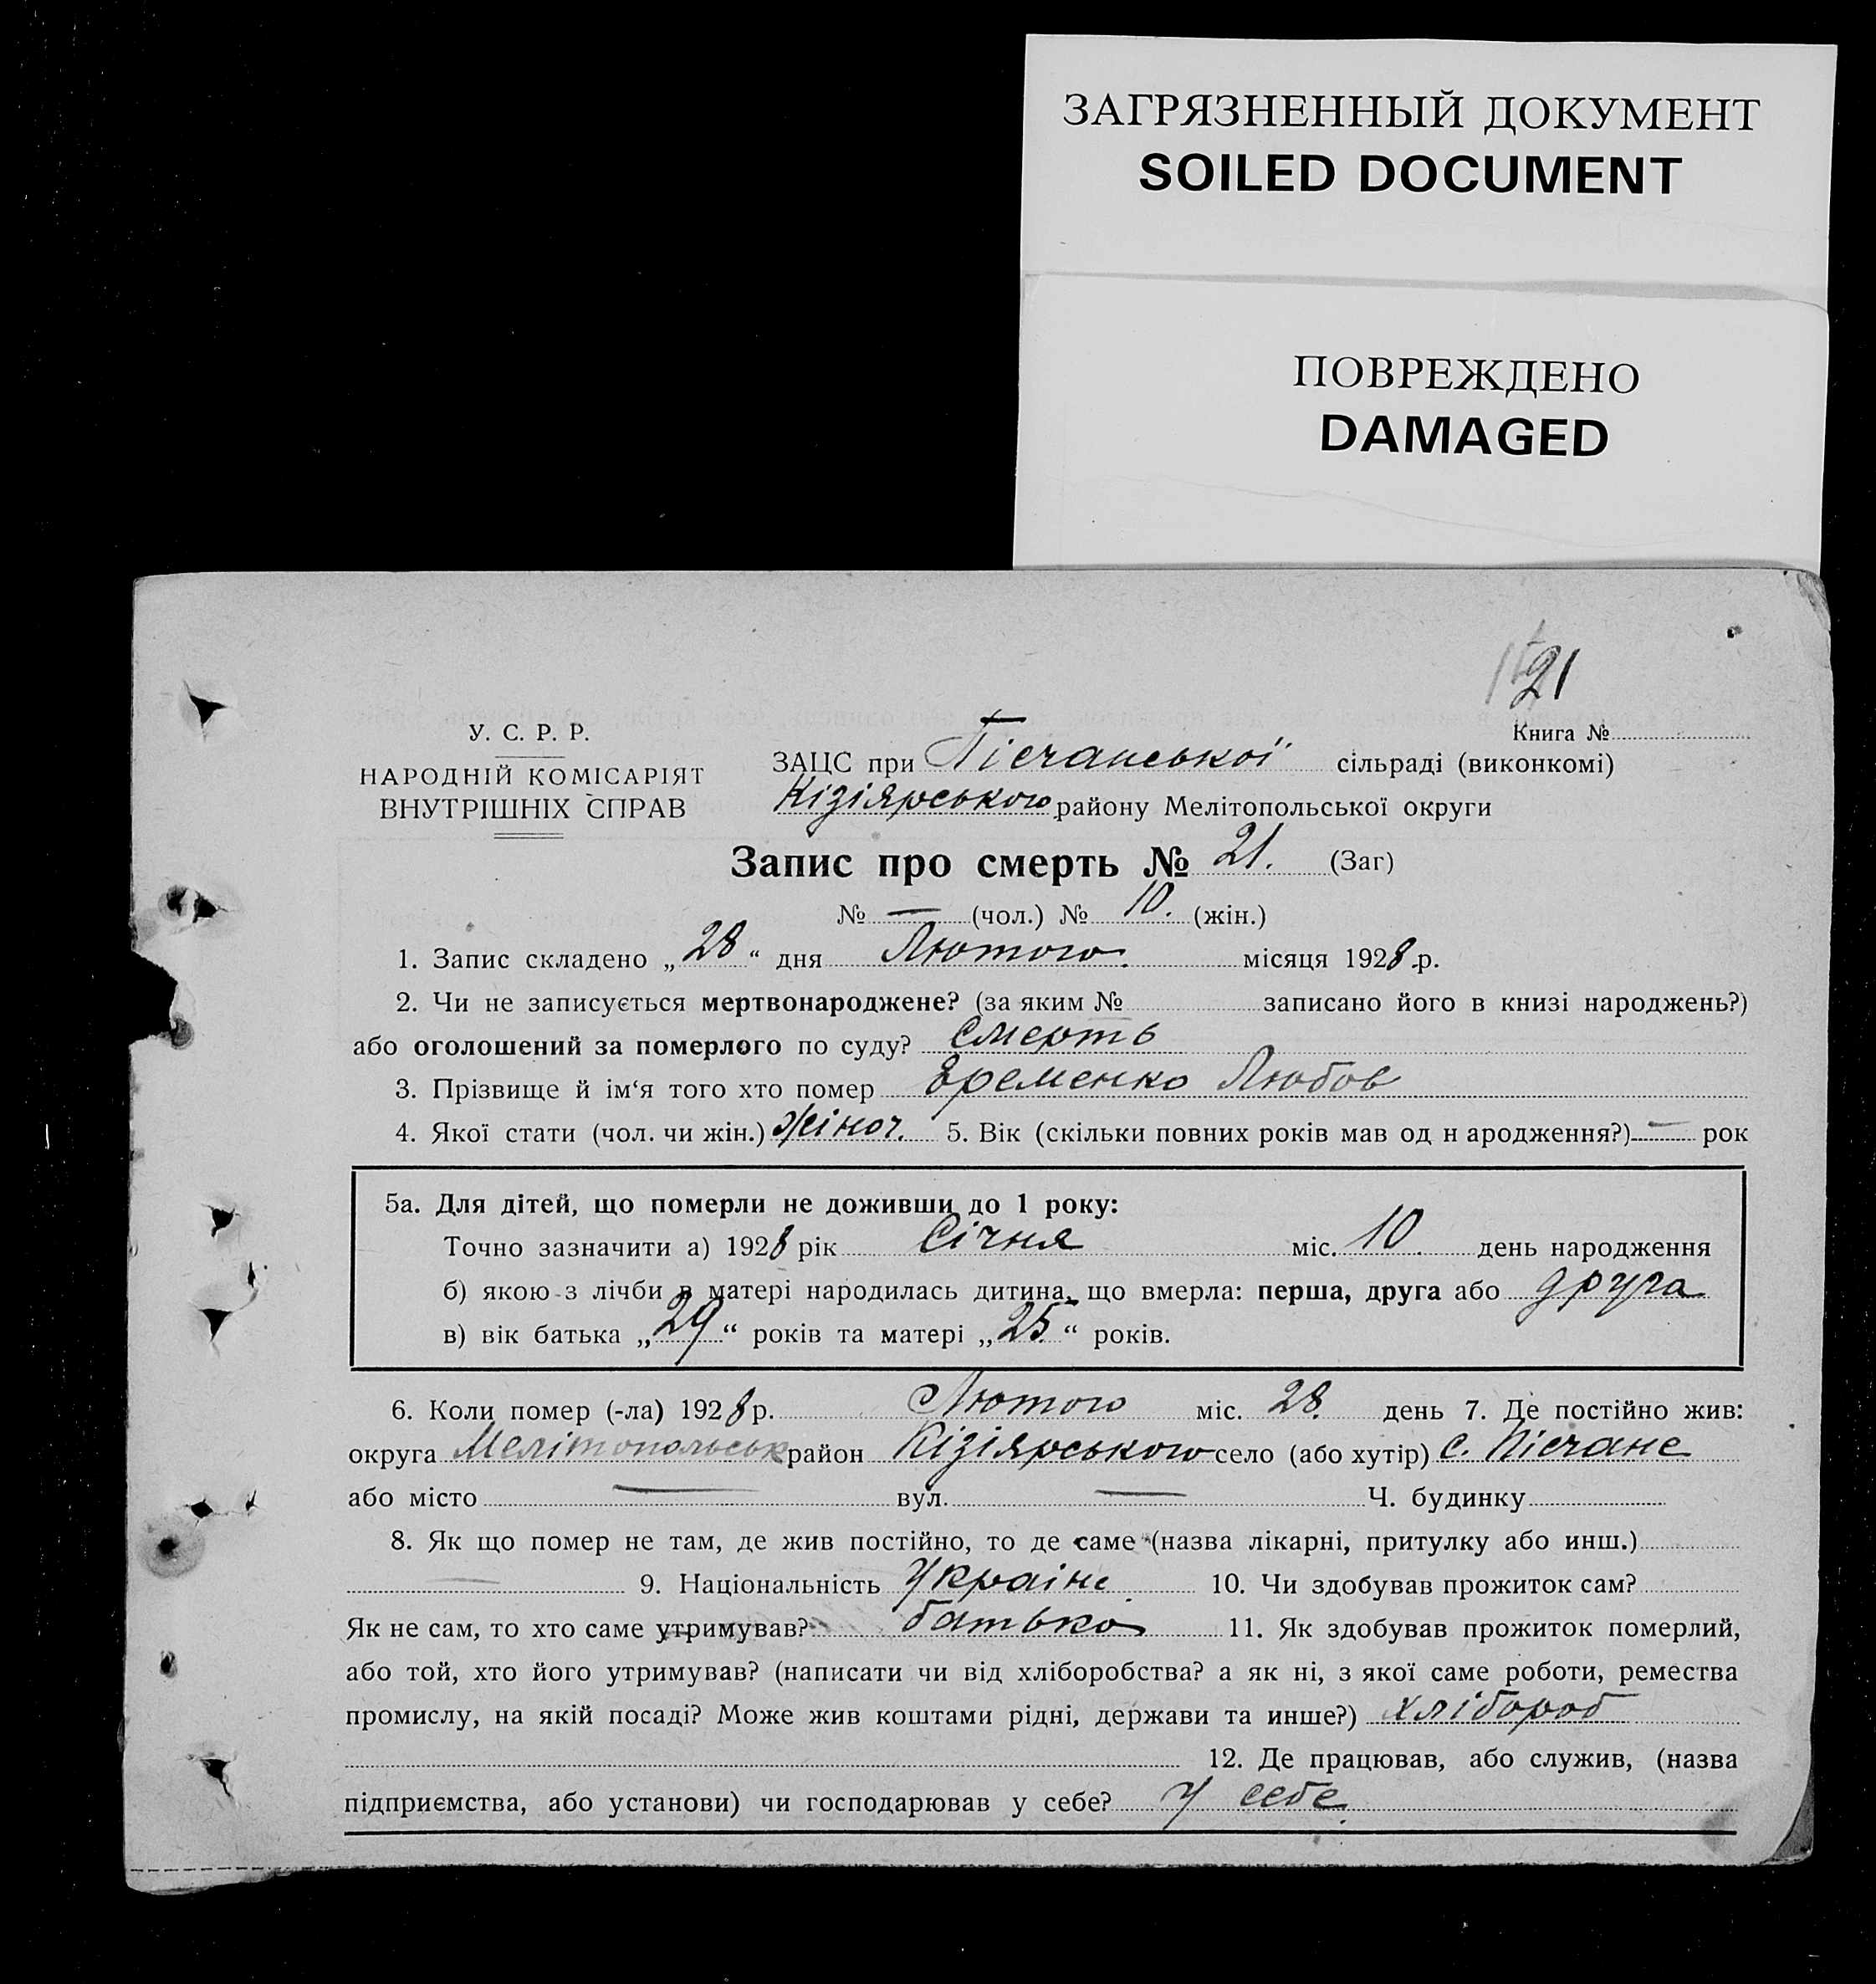 ЗАГРЯЗНЕННЫЙ ДОКУМЕНТ
SOILED DOCUMENT
ПОВРЕЖДЕНО
DAMAGED
21
У. С. Р. Р.
НАРОДНІЙ КОМІСАРІЯТ
ВНУТРІШНІХ СПРАВ
Книга №
ЗАЦС при Пісчанської сільраді (виконкомі)
Кізіярського району Мелітопольської округи
Запис про смерть № 21. (Заг)
№ — (чол.) № 10. (жін.)
1. Запис складено „28“ дня Лютого місяця 1928 р.
2. Чи не записується мертвонароджене? (за яким № записано його в книзі народжень?)
або оголошений за померлого по суду? смерть
3. Прізвище й ім‘я того хто помер Єременко Любов
4. Якої стати (чол. чи жін.) жіноч. 5. Вік (скільки повних років мав од н ародження?) — рок
5а. Для дітей, що померли не доживши до 1 року:
Точно зазначити а) 1928 рік Січня міс. 10 день народження
б) якою з лічби в матері народилась дитина, що вмерла: перша, друга або друга
в) вік батька „29“ років та матері „25“ років.
6. Коли помер (-ла) 1928 р. Лютого міс. 28. день 7. Де постійно жив:
округа Мелітопольськ район Кізіярського село (або хутір) с. Пісчане
або місто — вул. — Ч. будинку
8. Як що помер не там, де жив постійно, то де саме (назва лікарні, притулку або инш.)
— 9. Національність Україне 10. Чи здобував прожиток сам?
Як не сам, то хто саме утримував? батько 11. Як здобував прожиток померлий,
або той, хто його утримував? (написати чи від хліборобства? а як ні, з якої саме роботи, ремества
промислу, на якій посаді? Може жив коштами рідні, держави та инше?) хлібороб
12. Де працював, або служив, (назва
підприємства, або установи) чи господарював у себе? у себе.